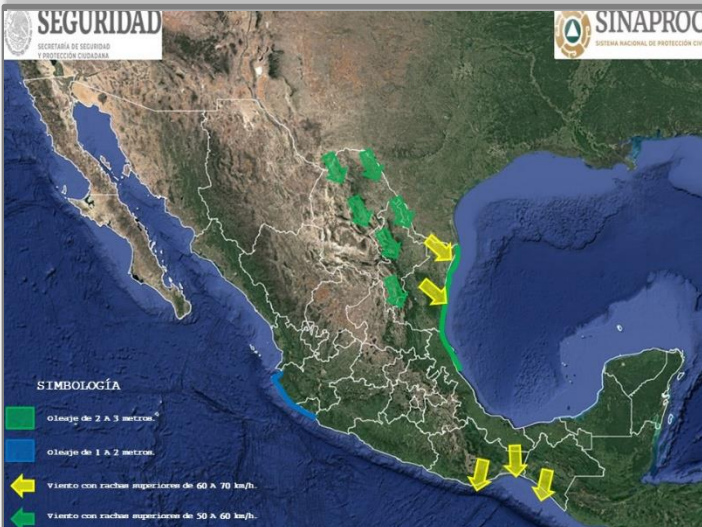 SEGURIDAD
SECRETARÍA DE SEGURIDAD
Y PROTECCIÓN CIUDADANA
SINAPROC
SISTEMA NACIONAL DE PROTECCIÓN CIV
SIMBOLOGÍA
Oleaje de 2 A 3 metros.
Oleaje de 1 A 2 metros.
Viento con rachas superiores de 60 A 70 km/h.
Viento con rachas superiores de 50 A 60 km/h.